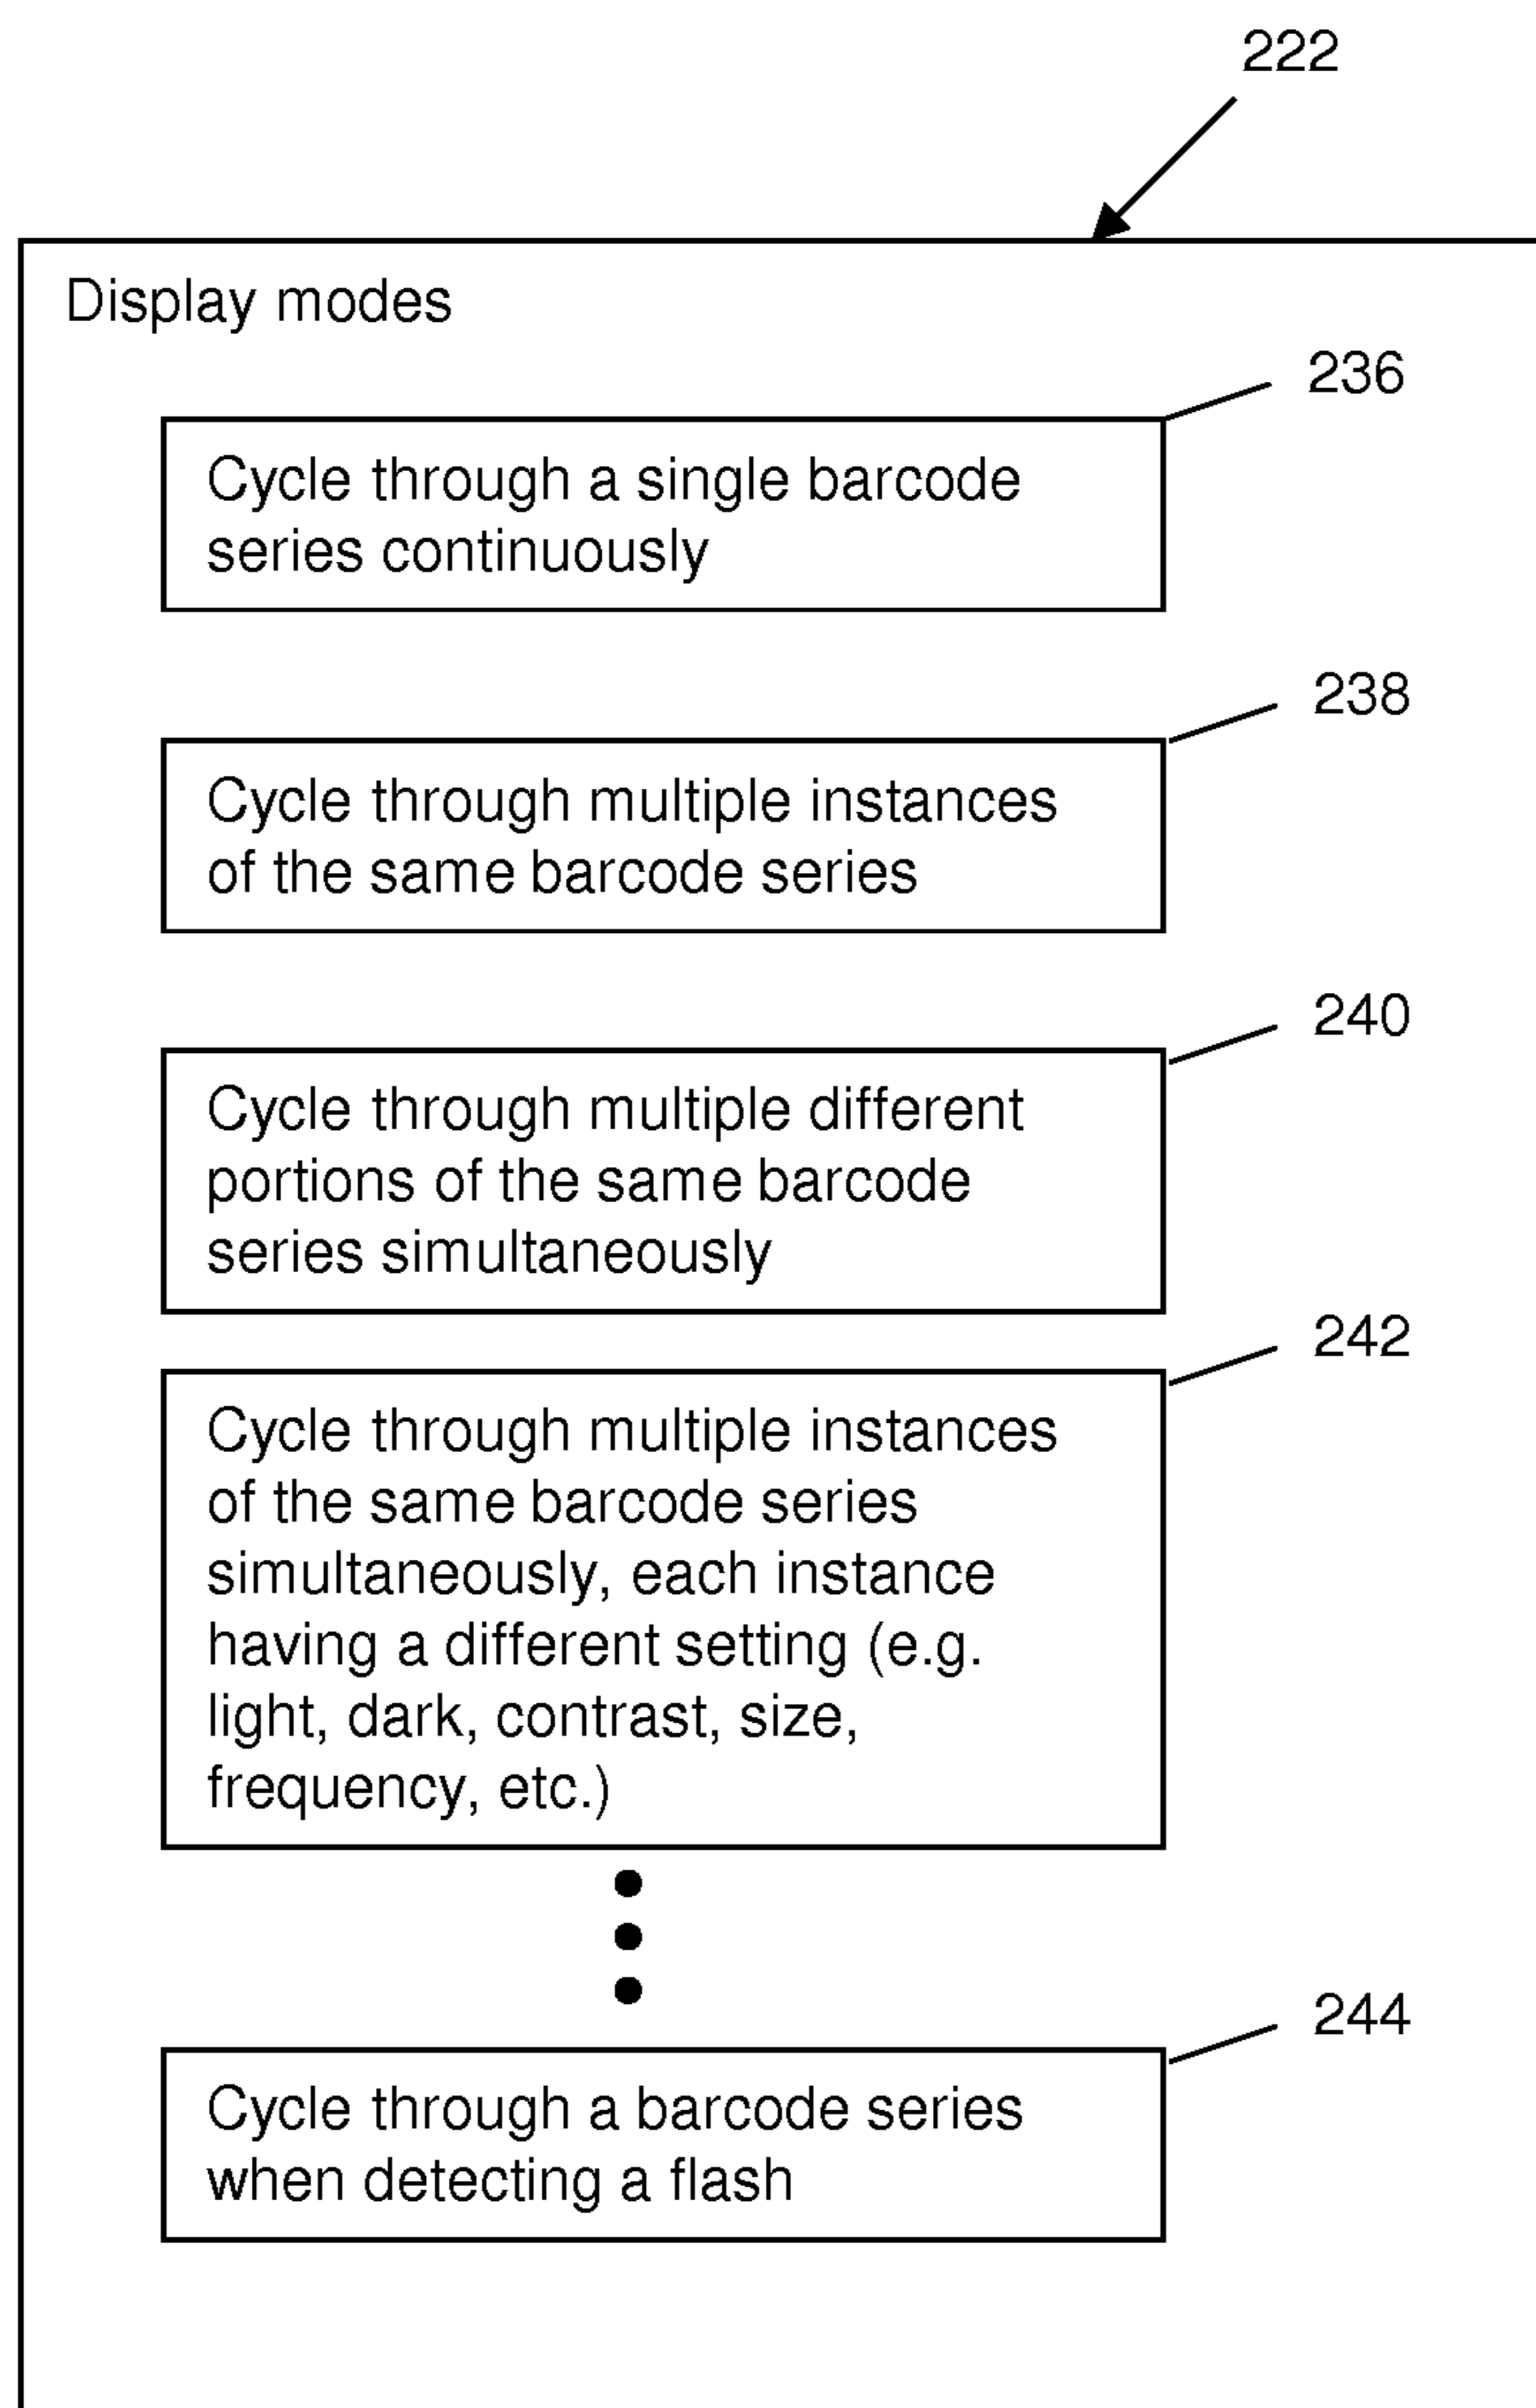 222
Display modes
236
Cycle through a single barcode
series continuously
238
Cycle through multiple instances
of the same barcode series
240
Cycle through multiple different
portions of the same barcode
series simultaneously
242
Cycle through multiple instances
of the same barcode series
simultaneously, each instance
having a different setting (e.g.
light, dark, contrast, size,
frequency, etc.)
244
Cycle through a barcode series
when detecting a flash